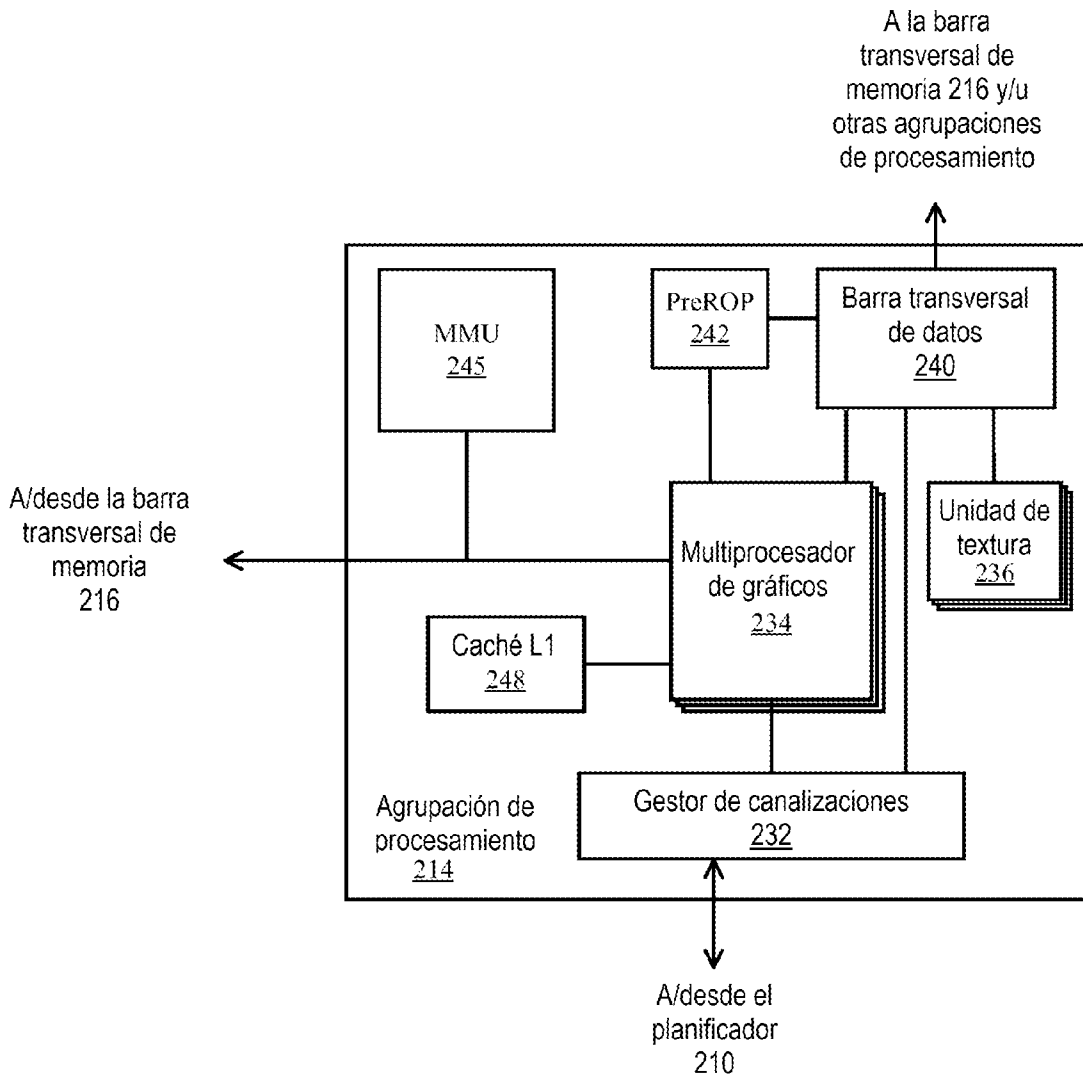 A la barra
transversal de
memoria 216 y/u
otras agrupaciones
de procesamiento
MMU
245
PreROP
242
Barra transversal
de datos
240
A/desde la barra
transversal de
memoria
216
Multiprocesador
de gráficos
234
Unidad de
textura
236
Caché L1
248
Gestor de canalizaciones
232
Agrupación de
procesamiento
214
A/desde el
planificador
210